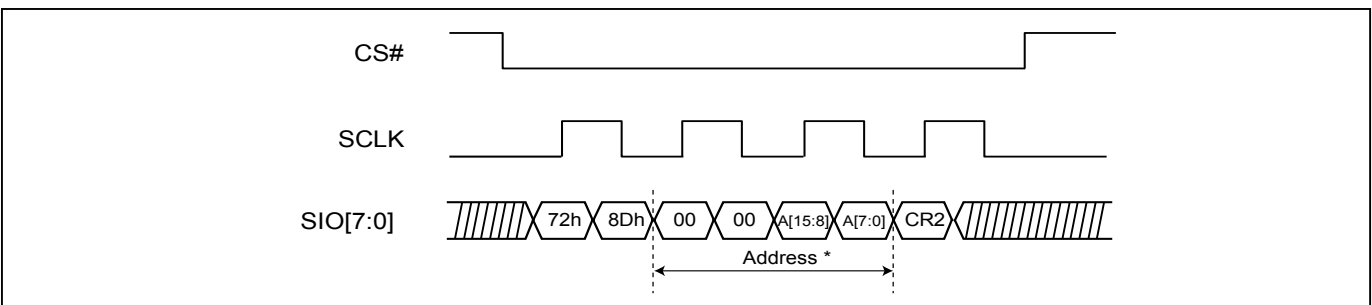 CS#
SCLK
SIO[7:0] 72h 8Dh 00 00 A[15:8] A[7:0] CR2
Address *